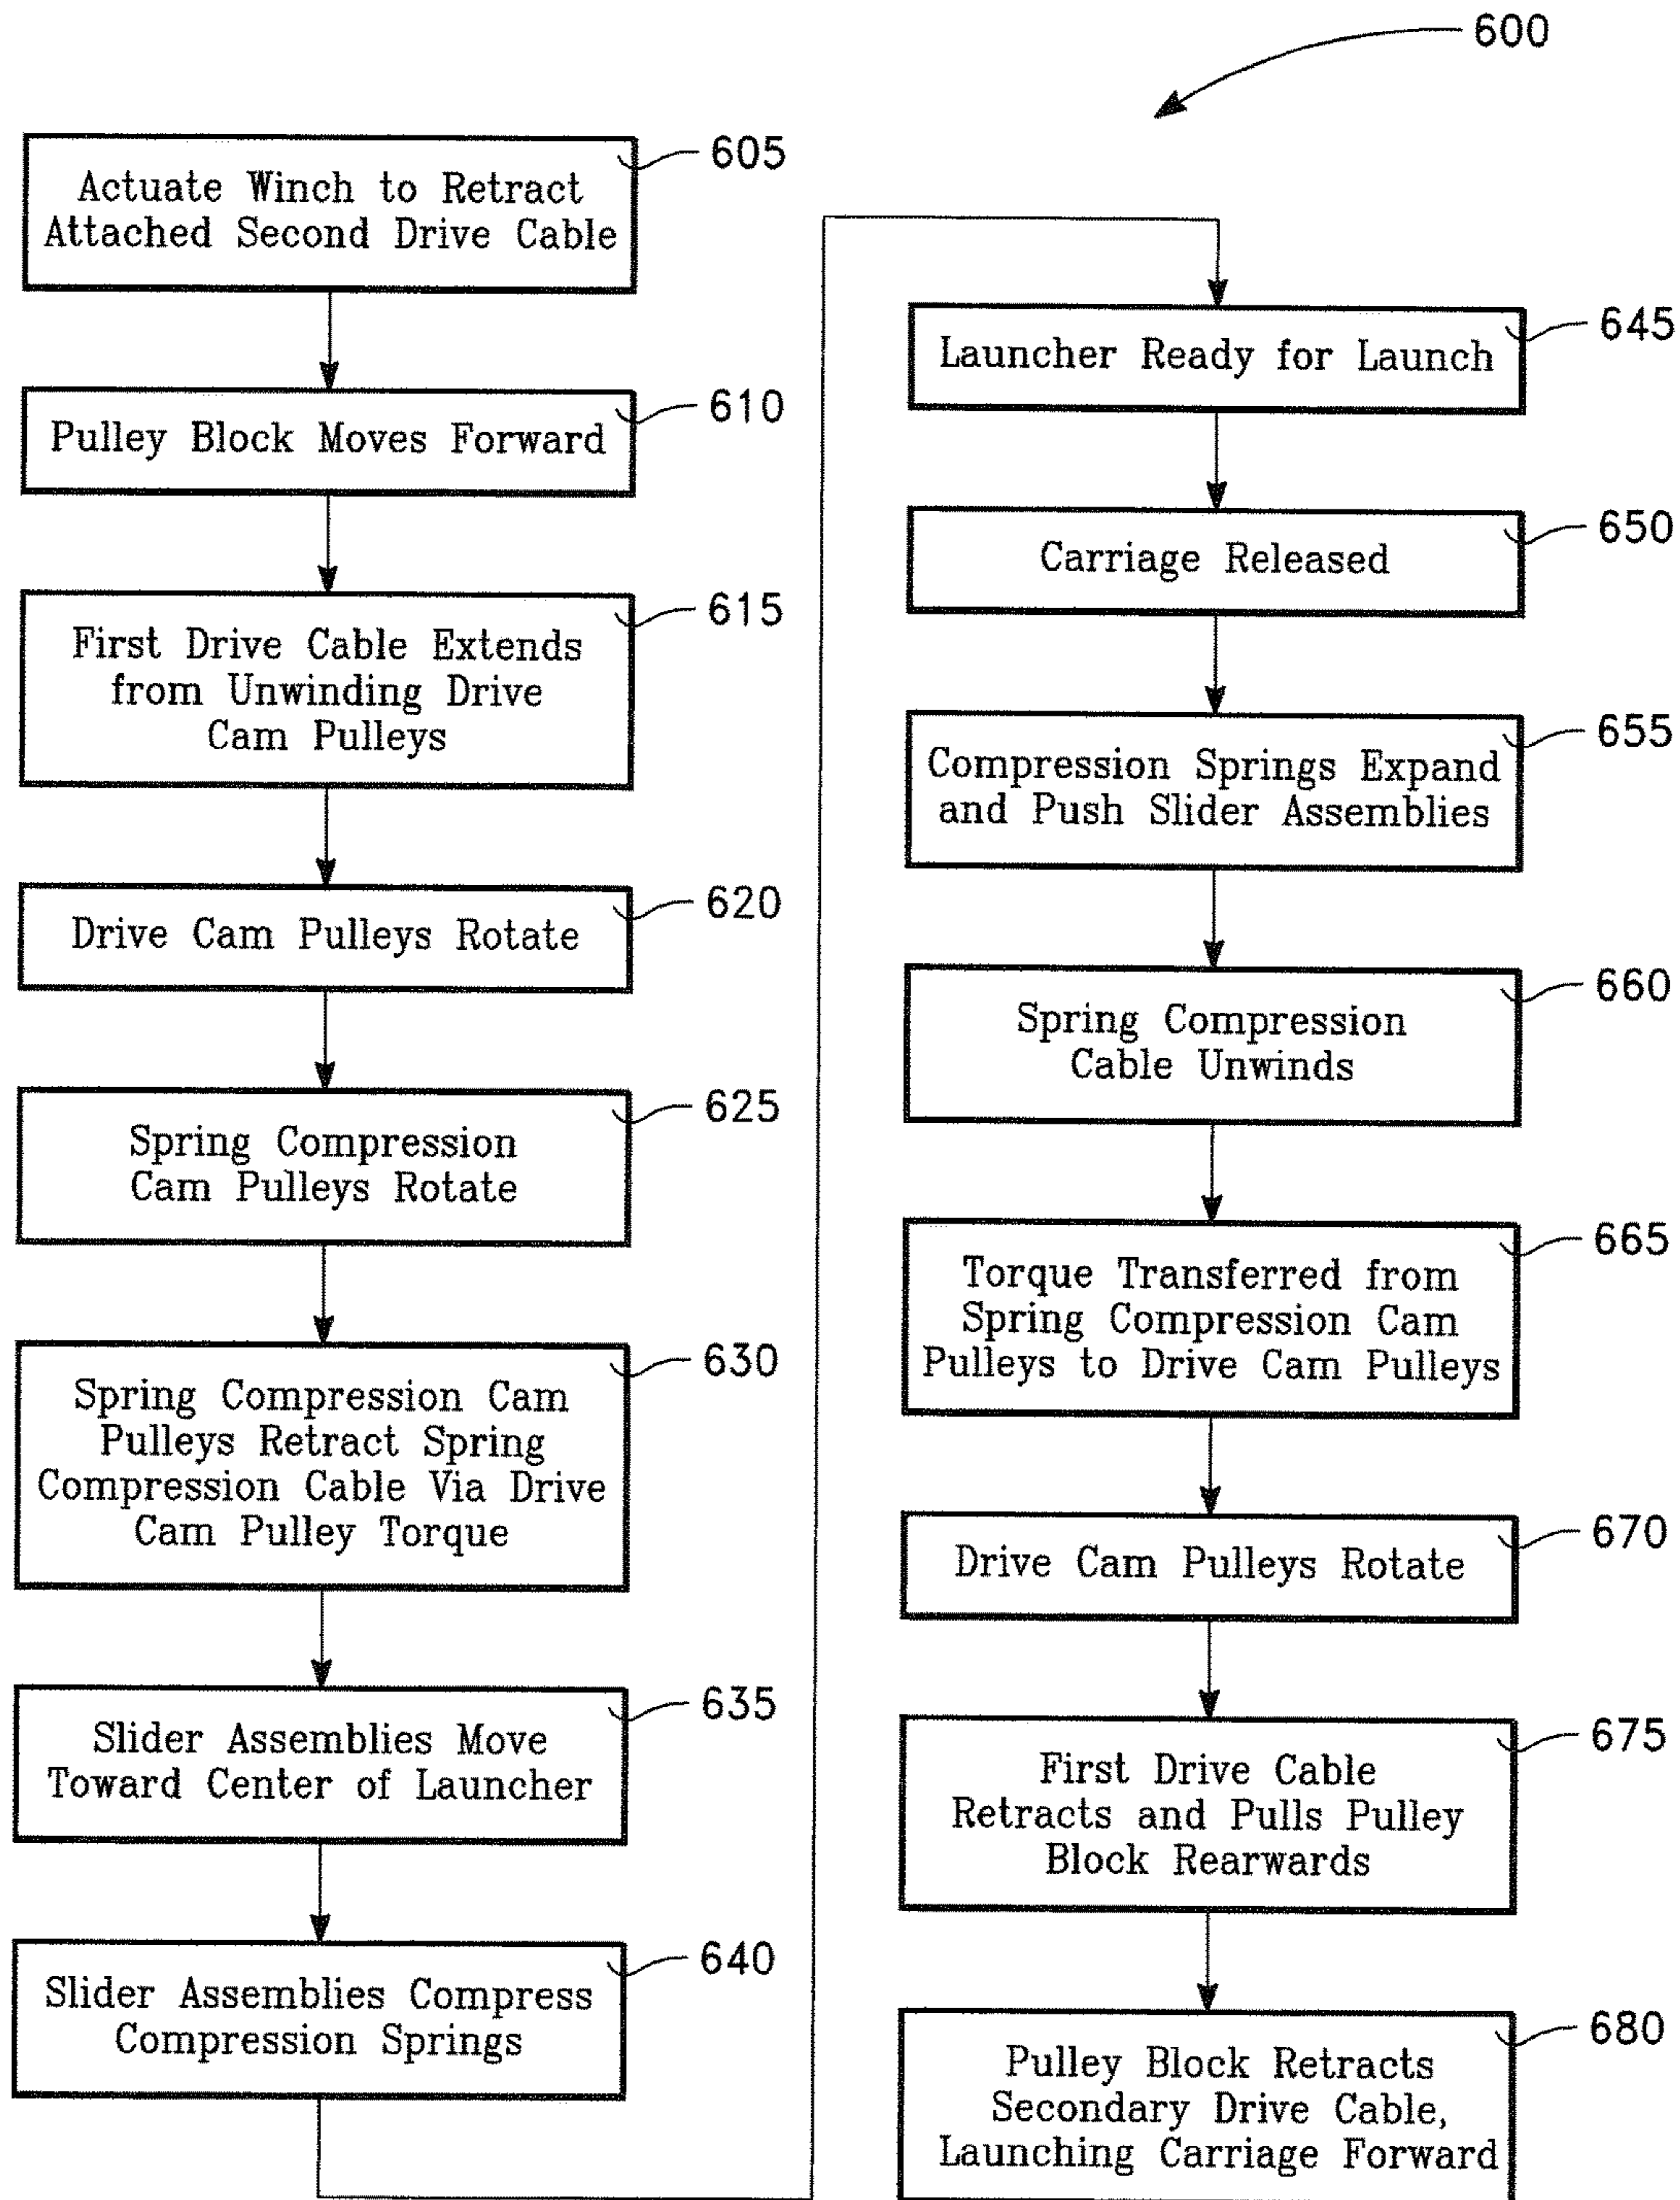 600
605
Actuate Winch to Retract
Attached Second Drive Cable
610
Pulley Block Moves Forward
615
First Drive Cable Extends
from Unwinding Drive
Cam Pulleys
620
Drive Cam Pulleys Rotate
625
Spring Compression
Cam Pulleys Rotate
630
Spring Compression Cam
Pulleys Retract Spring
Compression Cable Via Drive
Cam Pulley Torque
635
Slider Assemblies Move
Toward Center of Launcher
640
Slider Assemblies Compress
Compression Springs
645
Launcher Ready for Launch
650
Carriage Released
655
Compression Springs Expand
and Push Slider Assemblies
660
Spring Compression
Cable Unwinds
665
Torque Transferred from
Spring Compression Cam
Pulleys to Drive Cam Pulleys
670
Drive Cam Pulleys Rotate
675
First Drive Cable
Retracts and Pulls Pulley
Block Rearwards
680
Pulley Block Retracts
Secondary Drive Cable,
Launching Carriage Forward